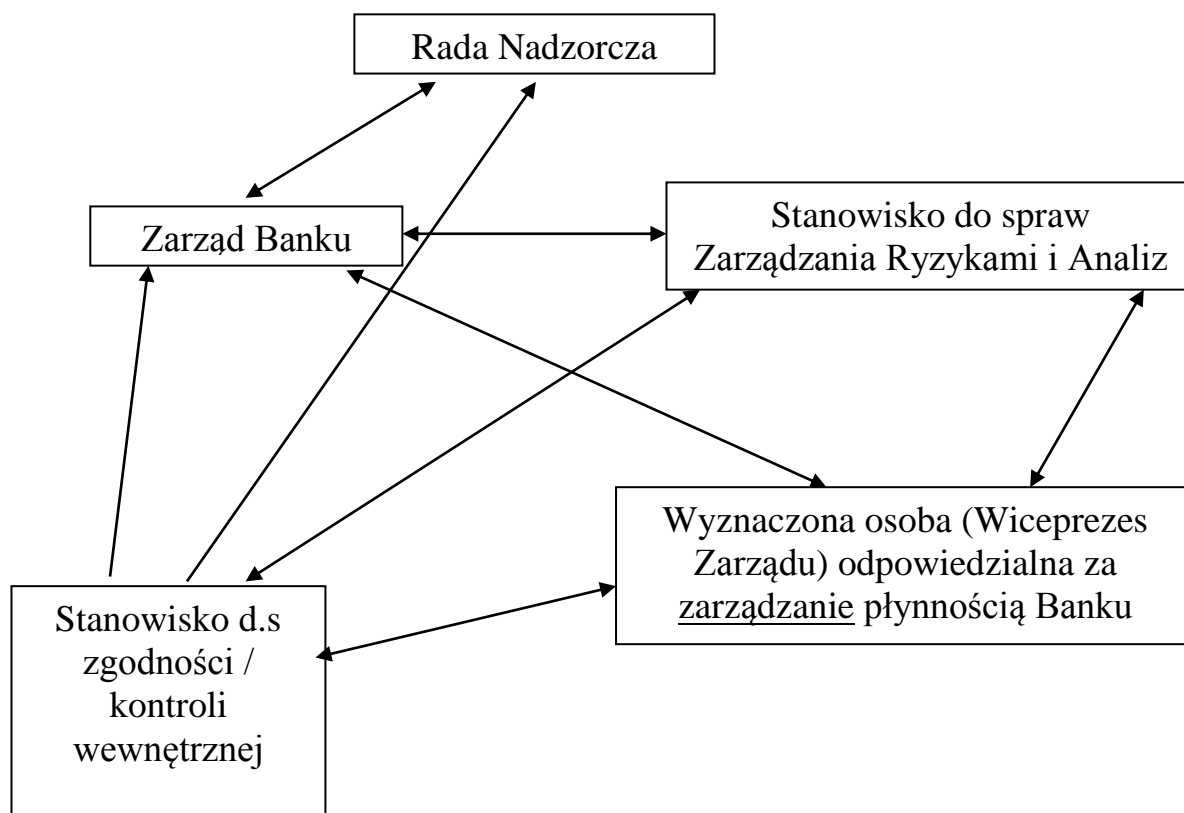 Rada Nadzorcza
Zarząd Banku
Stanowisko do spraw
Zarządzania Ryzykami i Analiz
Wyznaczona osoba (Wiceprezes
Zarządu) odpowiedzialna za
zarządzanie płynnością Banku
Stanowisko d.s
zgodności /
kontroli
wewnętrznej